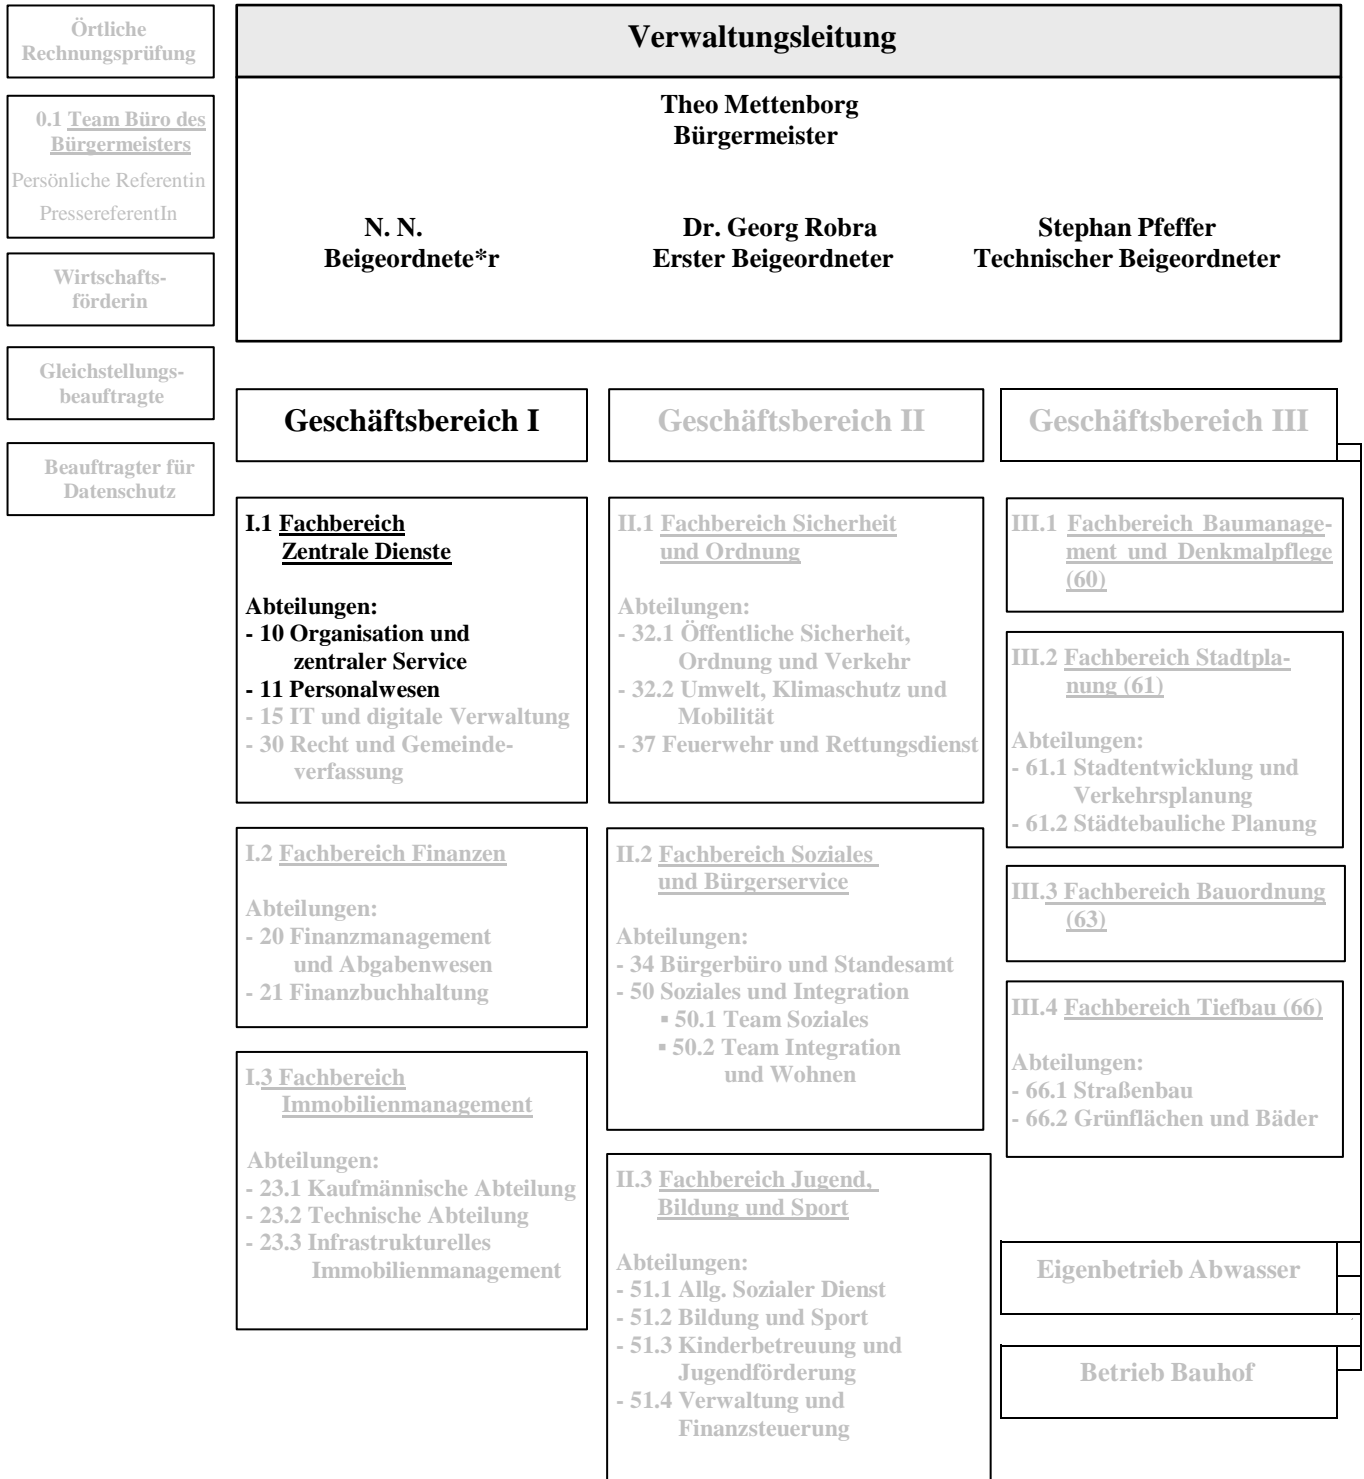 Örtliche
Rechnungsprüfung
0.1 Team Büro des
Bürgermeisters
Persönliche Referentin
PressereferentIn
Wirtschafts-
förderin
Gleichstellungs-
beauftragte
Beauftragter für
Datenschutz
Verwaltungsleitung
Theo Mettenborg
Bürgermeister
N. N.
Beigeordnete*r
Dr. Georg Robra
Erster Beigeordneter
Stephan Pfeffer
Technischer Beigeordneter
Geschäftsbereich I
I.1 Fachbereich
Zentrale Dienste
Abteilungen:
- 10 Organisation und
zentraler Service
- 11 Personalwesen
- 15 IT und digitale Verwaltung
- 30 Recht und Gemeinde-
verfassung
I.2 Fachbereich Finanzen
Abteilungen:
- 20 Finanzmanagement
und Abgabenwesen
- 21 Finanzbuchhaltung
I.3 Fachbereich
Immobilienmanagement
Abteilungen:
- 23.1 Kaufmännische Abteilung
- 23.2 Technische Abteilung
- 23.3 Infrastrukturelles
Immobilienmanagement
Geschäftsbereich II
II.1 Fachbereich Sicherheit
und Ordnung
Abteilungen:
- 32.1 Öffentliche Sicherheit,
Ordnung und Verkehr
- 32.2 Umwelt, Klimaschutz und
Mobilität
- 37 Feuerwehr und Rettungsdienst
II.2 Fachbereich Soziales
und Bürgerservice
Abteilungen:
- 34 Bürgerbüro und Standesamt
- 50 Soziales und Integration
▪ 50.1 Team Soziales
▪ 50.2 Team Integration
und Wohnen
II.3 Fachbereich Jugend,
Bildung und Sport
Abteilungen:
- 51.1 Allg. Sozialer Dienst
- 51.2 Bildung und Sport
- 51.3 Kinderbetreuung und
Jugendförderung
- 51.4 Verwaltung und
Finanzsteuerung
Geschäftsbereich III
III.1 Fachbereich Baumanage-
ment und Denkmalpflege
(60)
III.2 Fachbereich Stadtpla-
nung (61)
Abteilungen:
- 61.1 Stadtentwicklung und
Verkehrsplanung
- 61.2 Städtebauliche Planung
III.3 Fachbereich Bauordnung
(63)
III.4 Fachbereich Tiefbau (66)
Abteilungen:
- 66.1 Straßenbau
- 66.2 Grünflächen und Bäder
Eigenbetrieb Abwasser
Betrieb Bauhof